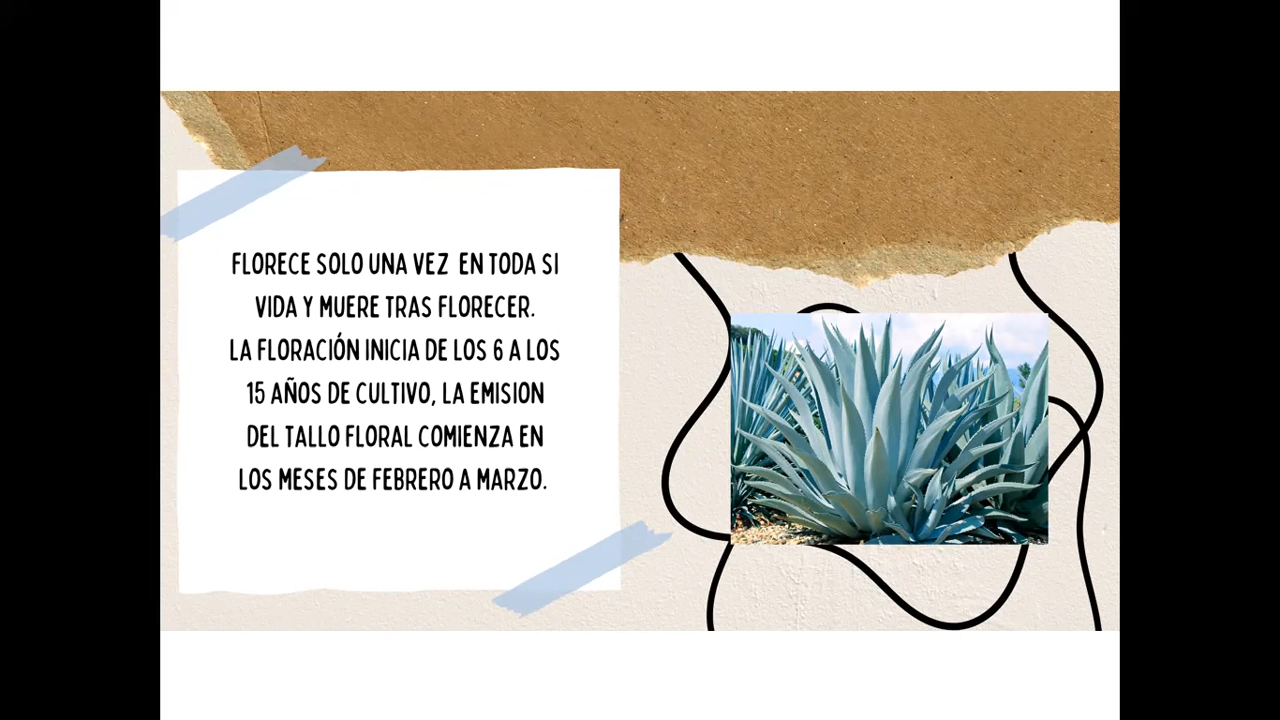 FLORECE SOLO UNA VEZ EN TODA SI
VIDA Y MUERE TRAS FLORECER.
LA FLORACIÓN INICIA DE LOS 6 A LOS
15 AÑOS DE CULTIVO, LA EMISION
DEL TALLO FLORAL COMIENZA EN
LOS MESES DE FEBRERO A MARZO.